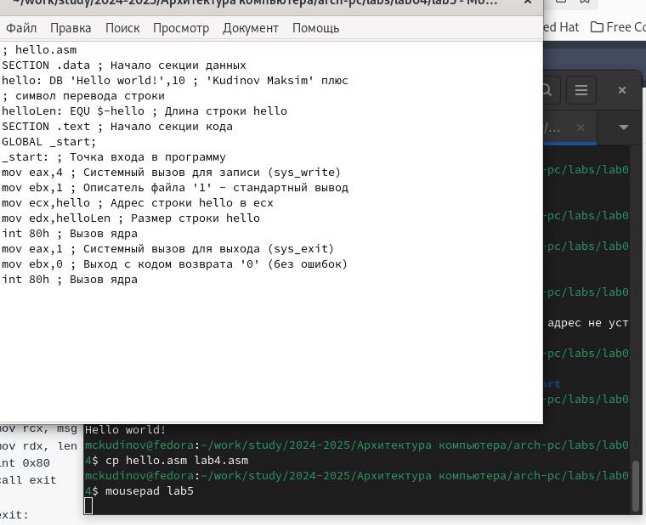 ~/work/study/2024-2025/Архитектура компьютера/arch-pc/labs/lab04/lab5 - Mo...
Файл Правка Поиск Просмотр Документ Помощь
; hello.asm
SECTION .data ; Начало секции данных
hello: DB 'Hello world!',10 ; 'Kudinov Maksim' плюс
; символ перевода строки
helloLen: EQU $-hello ; Длина строки hello
SECTION .text ; Начало секции кода
GLOBAL _start;
_start: ; Точка входа в программу
mov eax,4 ; Системный вызов для записи (sys_write)
mov ebx,1 ; Описатель файла '1' - стандартный вывод
mov ecx,hello ; Адрес строки hello в ecx
mov edx,helloLen ; Размер строки hello
int 80h ; Вызов ядра
mov eax,1 ; Системный вызов для выхода (sys_exit)
mov ebx,0 ; Выход с кодом возврата '0' (без ошибок)
int 80h ; Вызов ядра
ed Hat Free Co
/...
-pc/labs/lab0
-pc/labs/lab0
-pc/labs/lab0
-pc/labs/lab0
адрес не уст
-pc/labs/lab0
ort
-pc/labs/lab0
mov rcx, msg
mov rdx, len
int 0x80
call exit
exit:
Hello world!
mckudinov@fedora:~/work/study/2024-2025/Архитектура компьютера/arch-pc/labs/lab0
4$ cp hello.asm lab4.asm
mckudinov@fedora:~/work/study/2024-2025/Архитектура компьютера/arch-pc/labs/lab0
4$ mousepad lab5